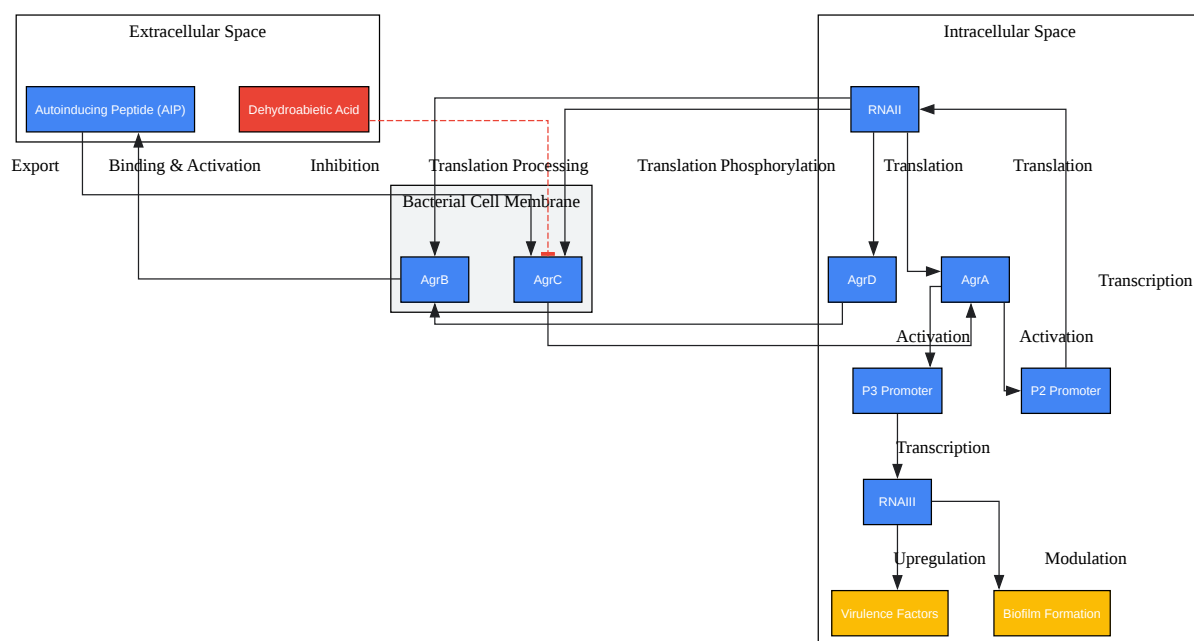 Extracellular Space
Intracellular Space
Autoinducing Peptide (AIP)
Dehydroabietic Acid
RNAII
Export
Binding & Activation
Inhibition
Translation Processing
Translation Phosphorylation
Translation
Translation
Bacterial Cell Membrane
AgrB
AgrC
AgrD
AgrA
Transcription
Activation
Activation
P3 Promoter
P2 Promoter
Transcription
RNAIII
Upregulation
Modulation
Virulence Factors
Biofilm Formation